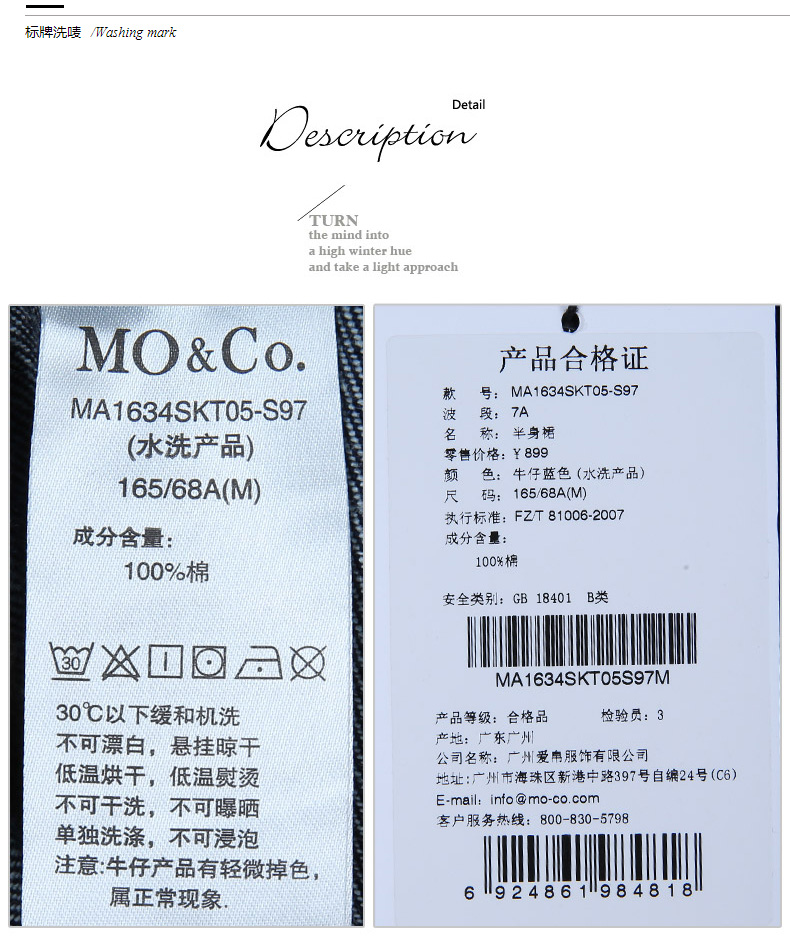 标牌洗唛 /Washing mark
Detail
Description
TURN
the mind into
a high winter hue
and take a light approach
MO&Co.
MA1634SKT05-S97
(水洗产品)
165/68A(M)
成分含量：
100%棉
30
30℃以下缓和机洗
不可漂白，悬挂晾干
低温烘干，低温熨烫
不可干洗，不可曝晒
单独洗涤，不可浸泡
注意:牛仔产品有轻微掉色，
属正常现象.
产品合格证
款 号：MA1634SKT05-S97
波 段：7A
名 称：半身裙
零售价格：￥899
颜 色：牛仔蓝色（水洗产品）
尺 码：165/68A(M)
执行标准：FZ/T 81006-2007
成分含量：
100%棉
安全类别：GB 18401 B类
MA1634SKT05S97M
产品等级：合格品 检验员：3
产地：广东广州
公司名称：广州爱帛服饰有限公司
地址:广州市海珠区新港中路397号自编24号(C6)
E-mail：info@mo-co.com
客户服务热线：800-830-5798
6 924861 984818